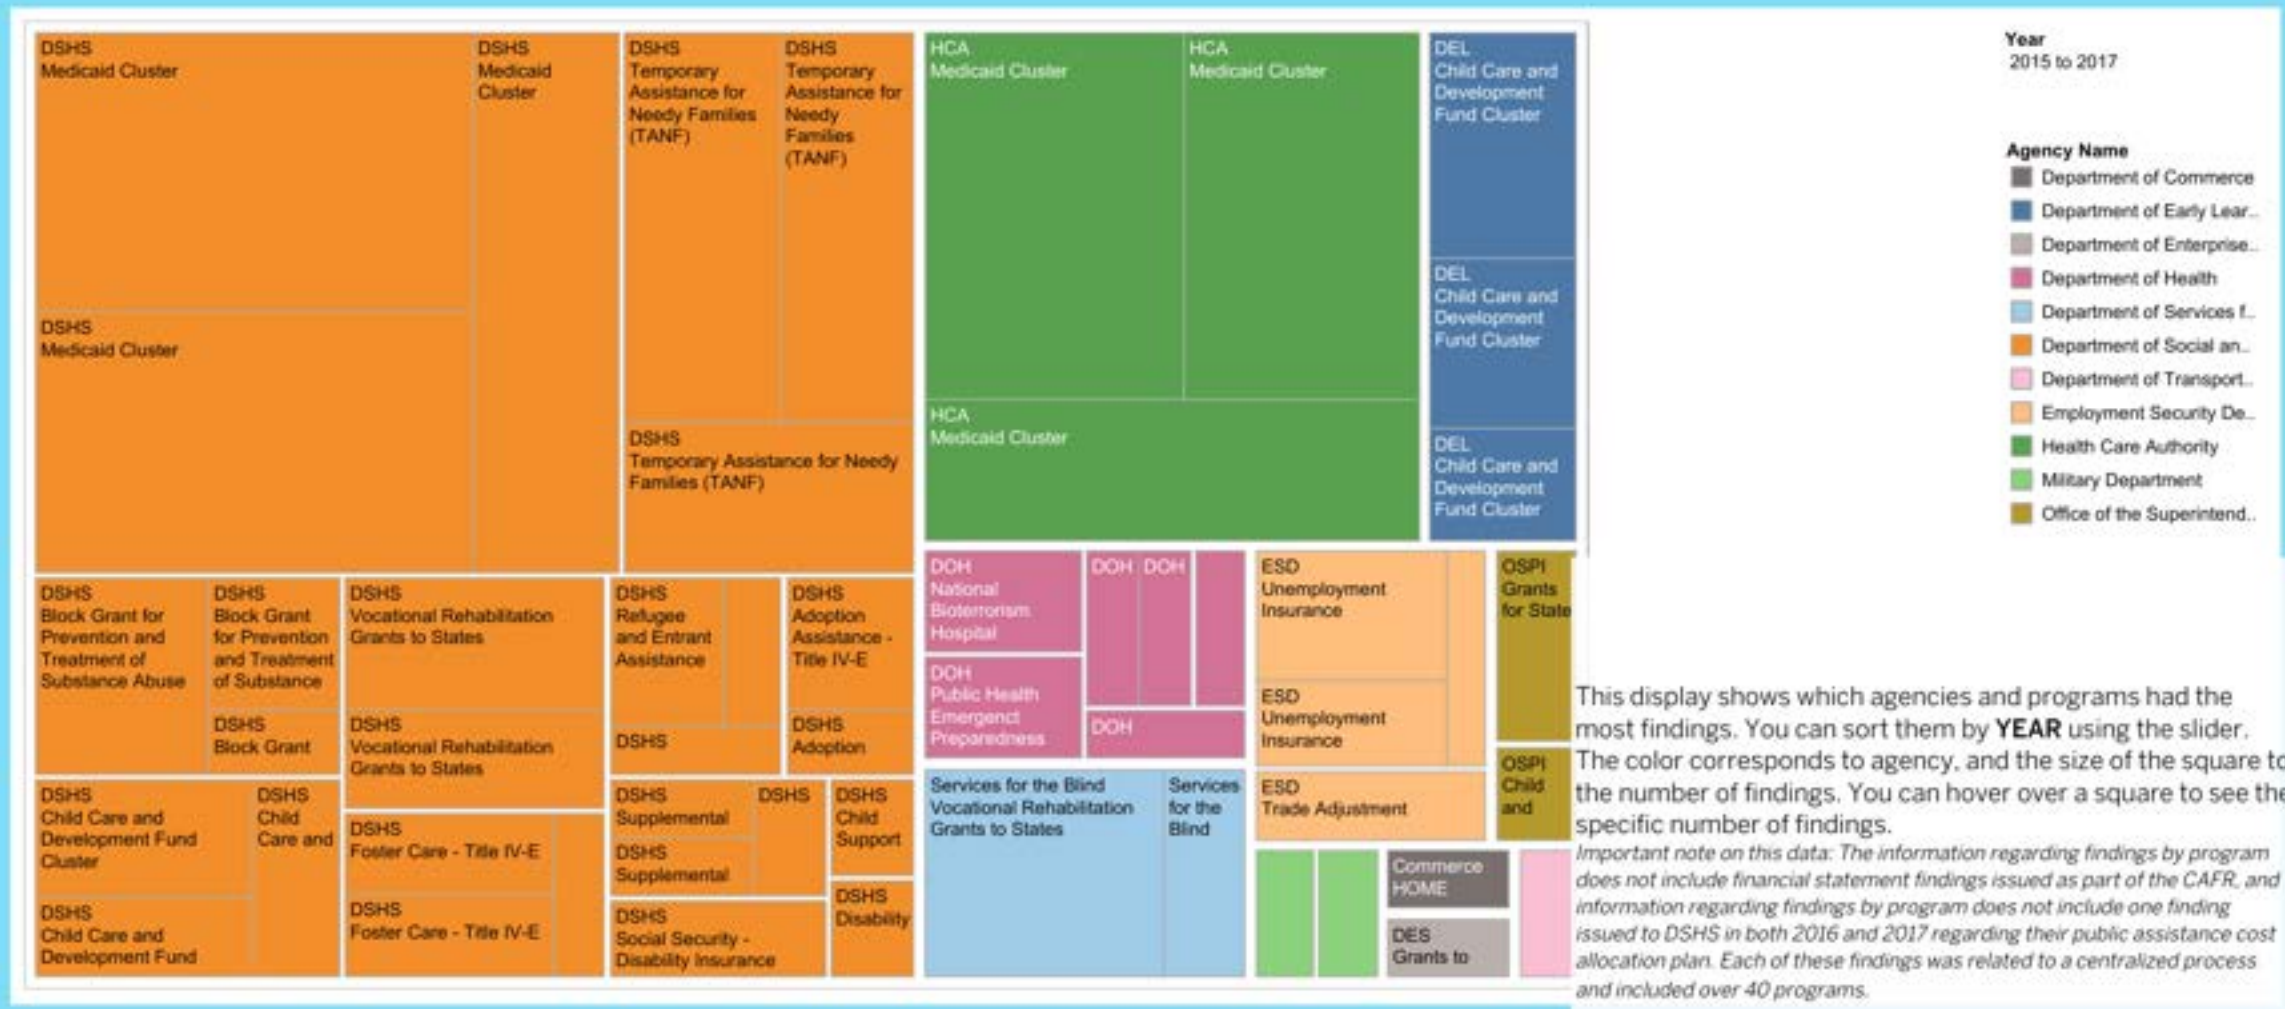 DSHS
Medicaid Cluster
DSHS
Medicaid
Cluster
DSHS
Medicaid Cluster
DSHS
Temporary
Assistance for
Needy Families
(TANF)
DSHS
Temporary
Assistance for
Needy
Families
(TANF)
DSHS
Temporary Assistance for Needy
Families (TANF)
HCA
Medicaid Cluster
HCA
Medicaid Cluster
HCA
Medicaid Cluster
DEL
Child Care and
Development
Fund Cluster
DEL
Child Care and
Development
Fund Cluster
DEL
Child Care and
Development
Fund Cluster
DSHS
Block Grant for
Prevention and
Treatment of
Substance Abuse
DSHS
Block Grant
for Prevention
and Treatment
of Substance
DSHS
Block Grant
DSHS
Vocational Rehabilitation
Grants to States
DSHS
Vocational Rehabilitation
Grants to States
DSHS
Refugee
and Entrant
Assistance
DSHS
DSHS
Adoption
Assistance -
Title IV-E
DSHS
Adoption
DSHS
Child Care and
Development Fund
Cluster
DSHS
Child
Care and
DSHS
Child Care and
Development Fund
DSHS
Foster Care - Title IV-E
DSHS
Foster Care - Title IV-E
DSHS
Supplemental
DSHS
DSHS
Supplemental
DSHS
Child
Support
DSHS
Social Security -
Disability Insurance
DSHS
Disability
DOH
National
Bioterrorism
Hospital
DOH
DOH
DOH
Public Health
Emergenct
Preparedness
DOH
ESD
Unemployment
Insurance
ESD
Unemployment
Insurance
ESD
Trade Adjustment
OSPI
Grants
for State
OSPI
Child
and
Services for the Blind
Vocational Rehabilitation
Grants to States
Services
for the
Blind
Commerce
HOME
DES
Grants to
Year
2015 to 2017
Agency Name
Department of Commerce
Department of Early Lear..
Department of Enterprise..
Department of Health
Department of Services f..
Department of Social an..
Department of Transport..
Employment Security De..
Health Care Authority
Military Department
Office of the Superintend..
This display shows which agencies and programs had the
most findings. You can sort them by YEAR using the slider.
The color corresponds to agency, and the size of the square to
the number of findings. You can hover over a square to see the
specific number of findings.
Important note on this data: The information regarding findings by program
does not include financial statement findings issued as part of the CAFR, and
information regarding findings by program does not include one finding
issued to DSHS in both 2016 and 2017 regarding their public assistance cost
allocation plan. Each of these findings was related to a centralized process
and included over 40 programs.